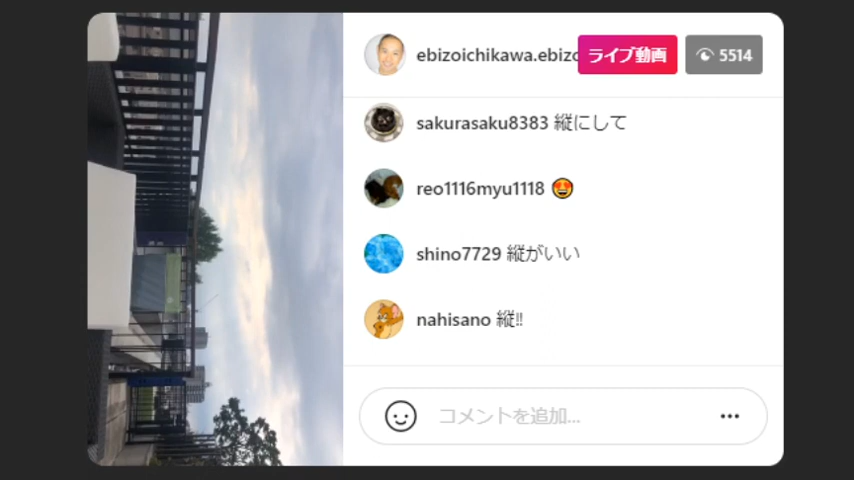 ebizoichikawa.ebizo
ライブ動画
5514
sakurasaku8383 縦にして
reo1116myu1118 😍
shino7729 縦がいい
nahisano 縦‼
コメントを追加...